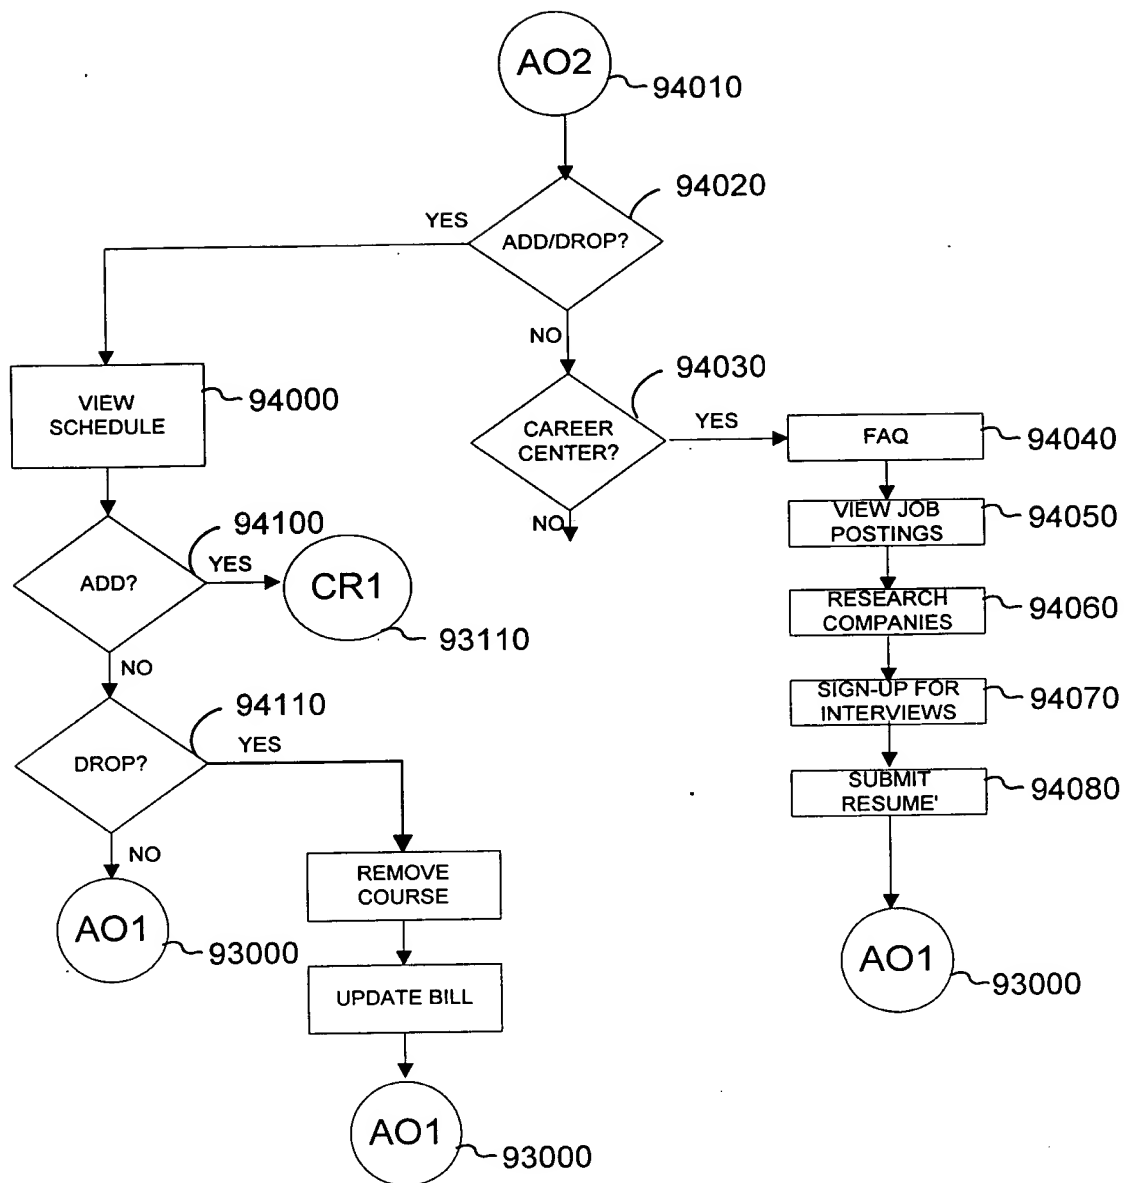 AO2
94010
94020
YES
ADD/DROP?
NO
94030
VIEW
SCHEDULE
94000
CAREER
CENTER?
YES
FAQ
94040
NO
VIEW JOB
POSTINGS
94050
94100
ADD?
YES
CR1
93110
RESEARCH
COMPANIES
94060
NO
94110
SIGN-UP FOR
INTERVIEWS
94070
DROP?
YES
SUBMIT
RESUME'
94080
NO
REMOVE
COURSE
AO1
93000
AO1
93000
UPDATE BILL
AO1
93000